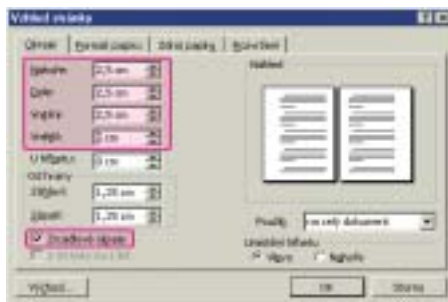 Vzhled stránky
Okraje Formát papíru Zdroj papíru Rozvržení
Nahoře: 2,5 cm
Dole: 2,5 cm
Vnitřní: 2,5 cm
Vnější: 2 cm
U hřbetu: 0 cm
Od hrany
Záhlaví: 1,25 cm
Zápatí: 1,25 cm
Zrcadlové okraje
Náhled
Použít: na celý dokument
Umístění hřbetu
Vlevo Nahoře
Výchozí... OK Storno